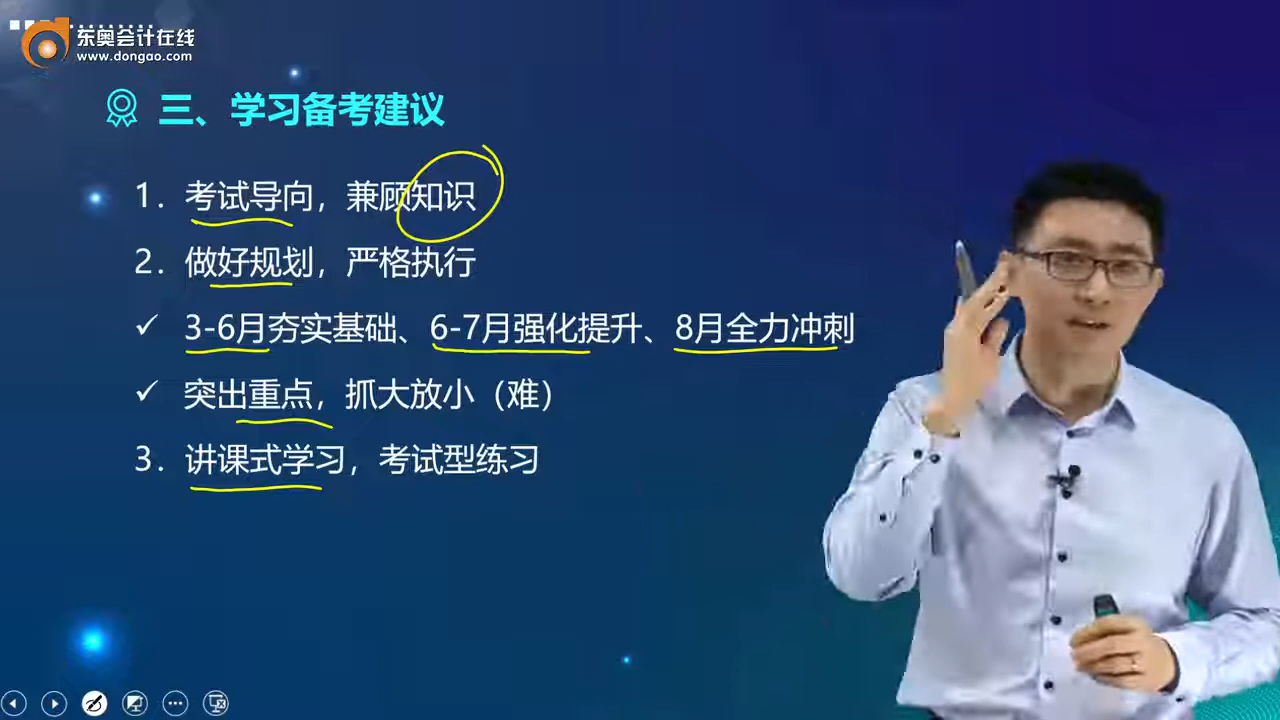 东奥会计在线
www.dongao.com
三、学习备考建议
1. 考试导向，兼顾知识
2. 做好规划，严格执行
✓ 3-6月夯实基础、6-7月强化提升、8月全力冲刺
✓ 突出重点，抓大放小（难）
3. 讲课式学习，考试型练习